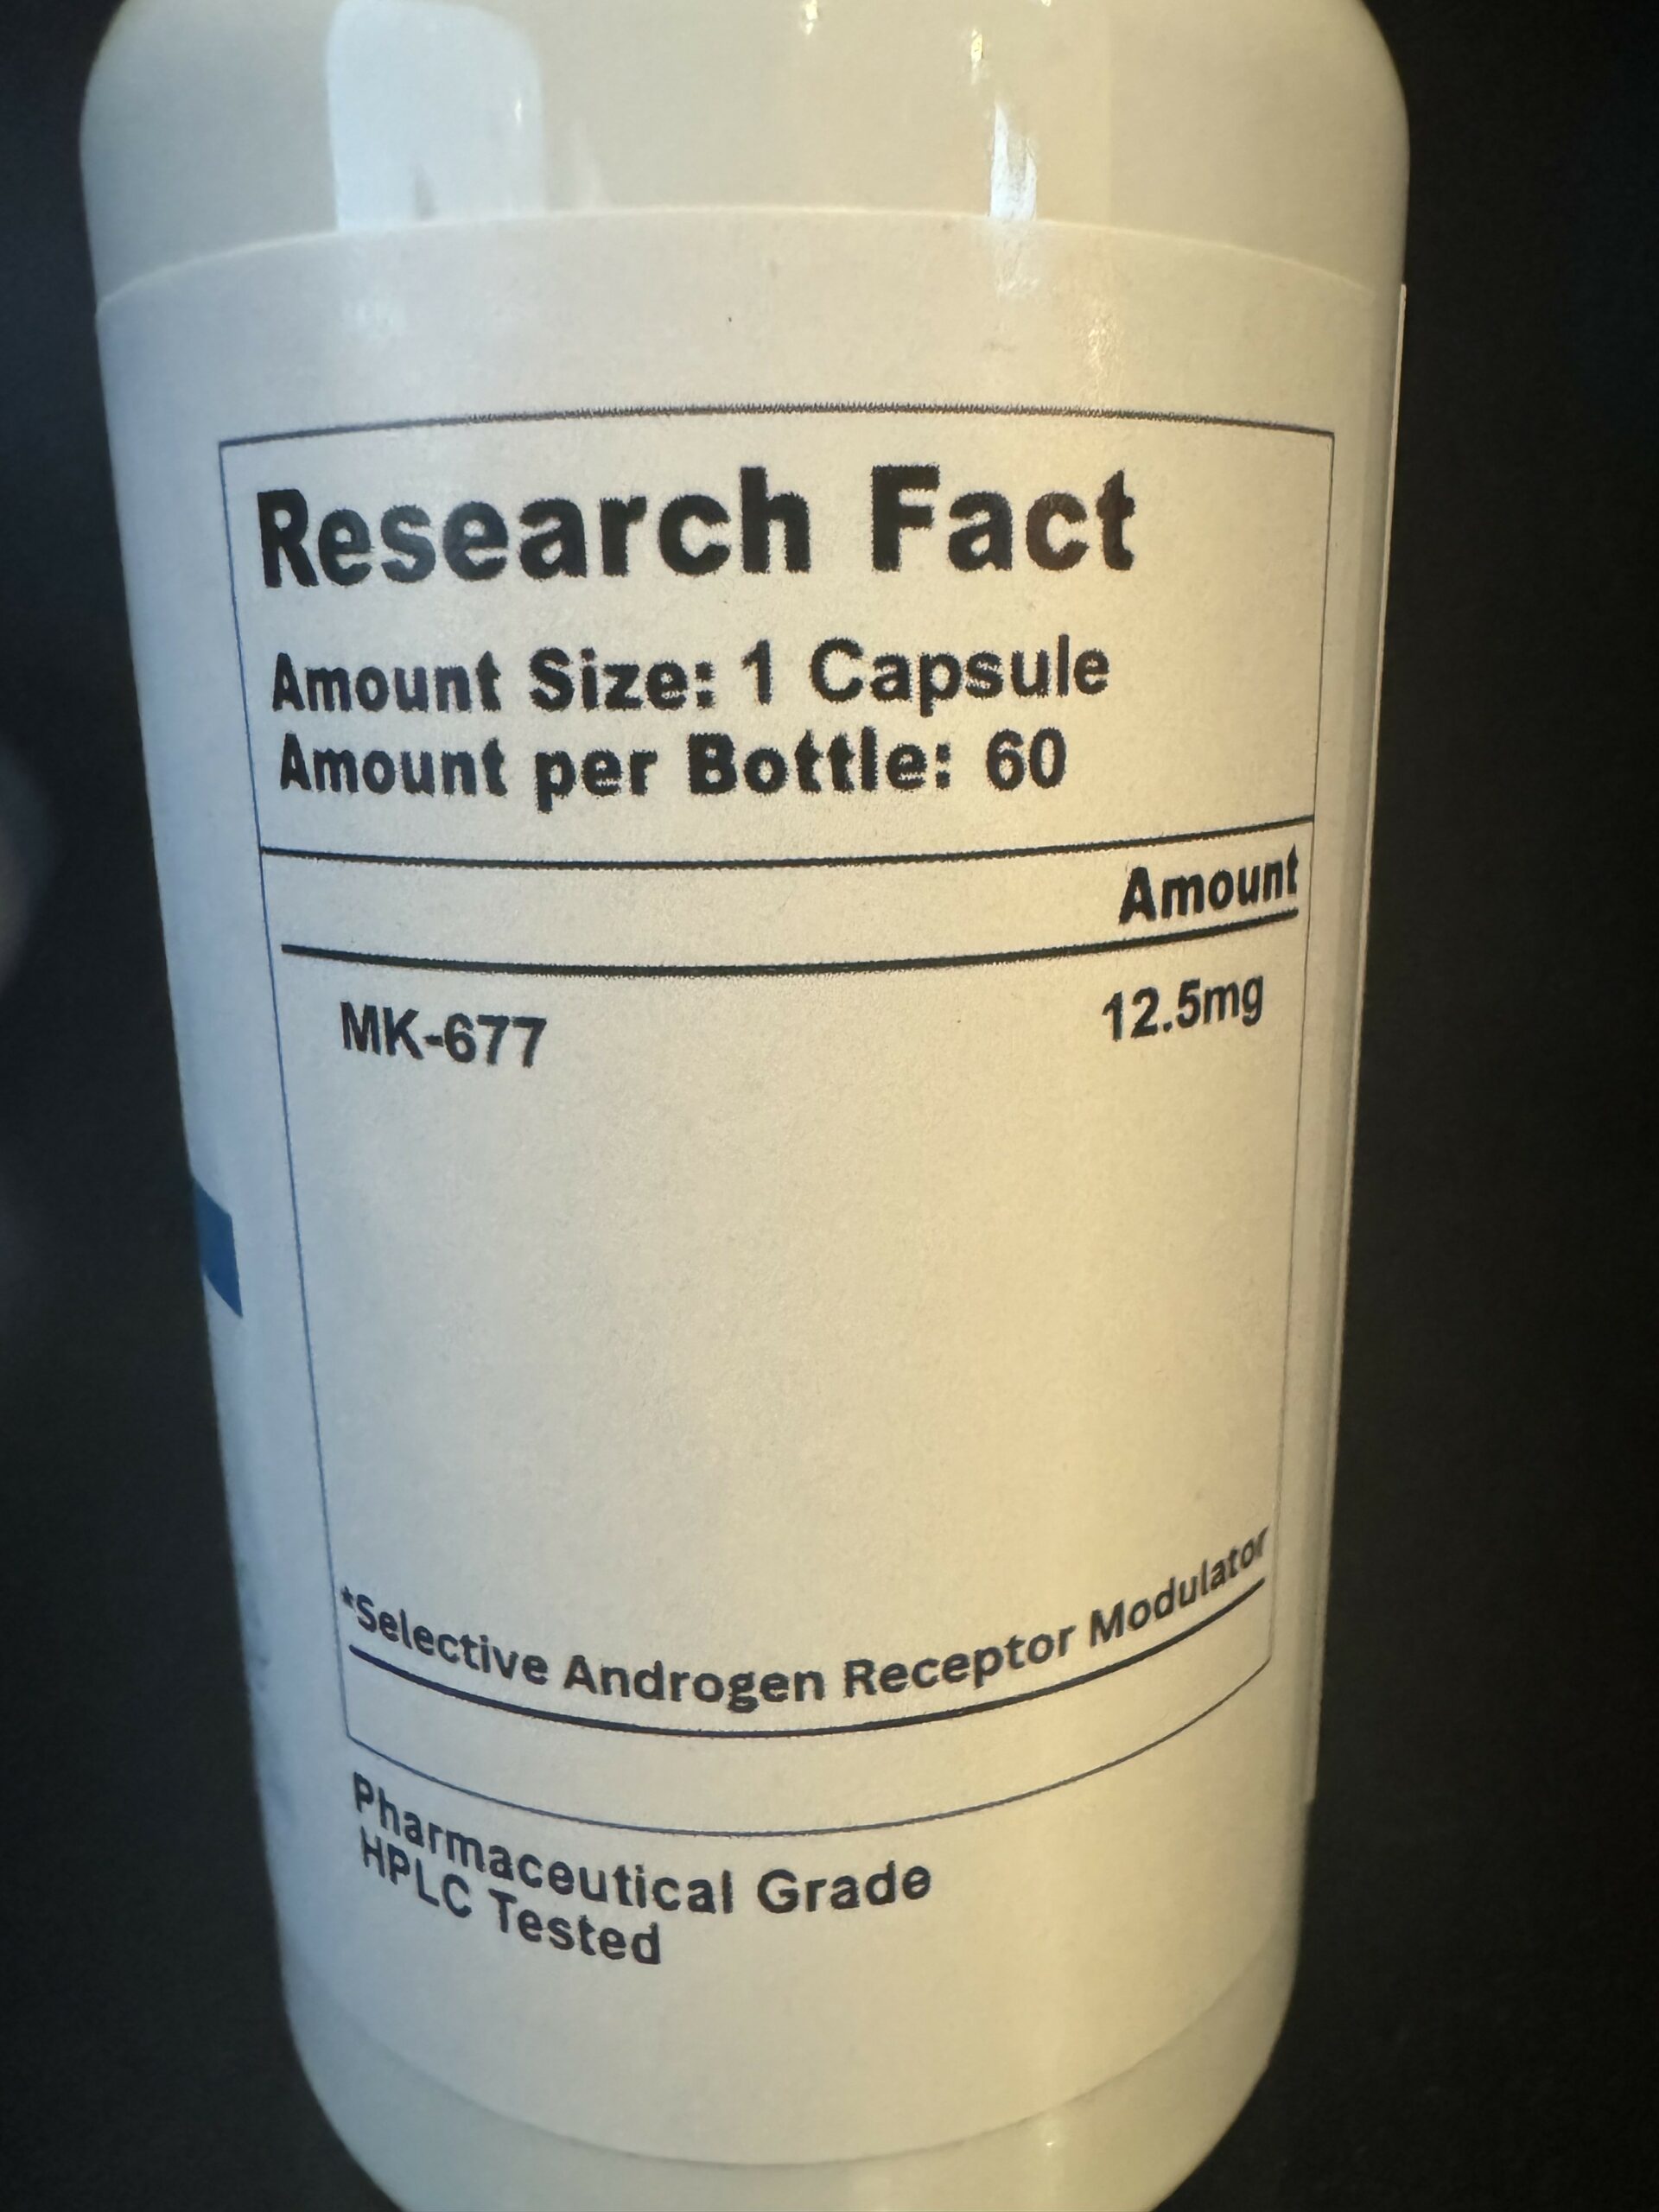 Research Fact
Amount Size: 1 Capsule
Amount per Bottle: 60
Amount
MK-677 12.5mg
*Selective Androgen Receptor Modulator
Pharmaceutical Grade
HPLC Tested